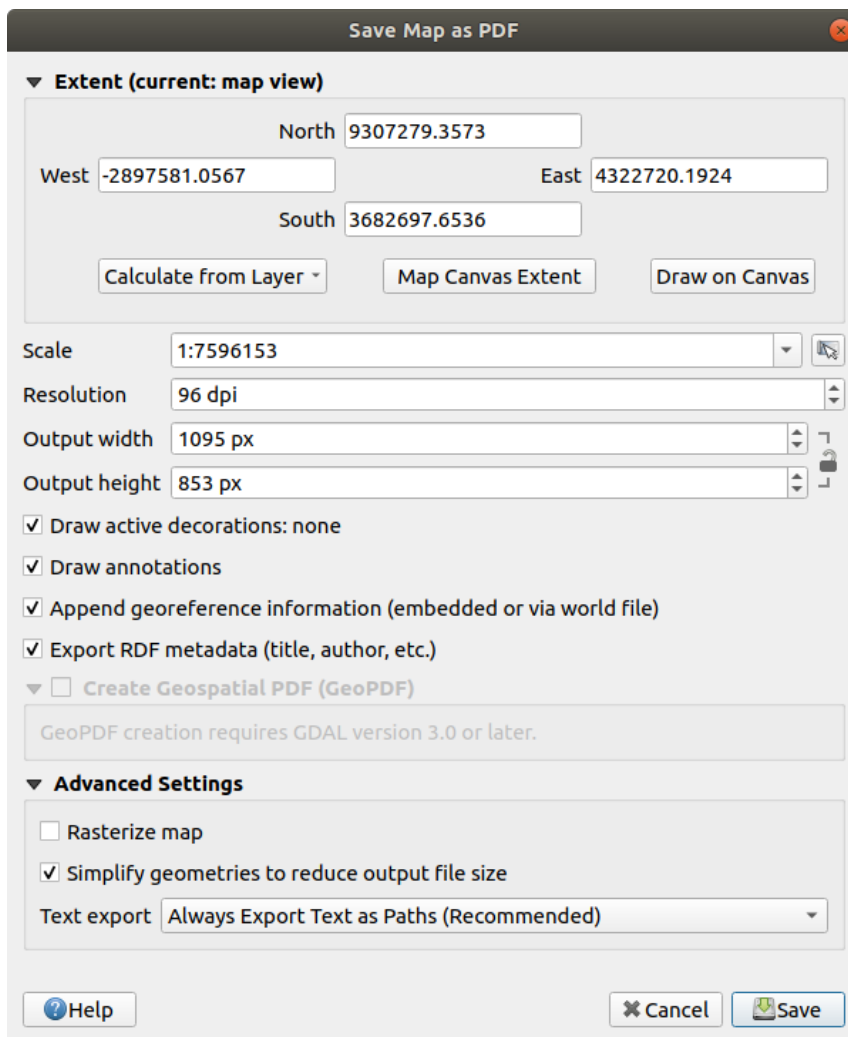 Save Map as PDF
Extent (current: map view)
North 9307279.3573
West -2897581.0567 East 4322720.1924
South 3682697.6536
Calculate from Layer Map Canvas Extent Draw on Canvas
Scale 1:7596153
Resolution 96 dpi
Output width 1095 px
Output height 853 px
Draw active decorations: none
Draw annotations
Append georeference information (embedded or via world file)
Export RDF metadata (title, author, etc.)
Create Geospatial PDF (GeoPDF)
GeoPDF creation requires GDAL version 3.0 or later.
Advanced Settings
Rasterize map
Simplify geometries to reduce output file size
Text export Always Export Text as Paths (Recommended)
Help Cancel Save